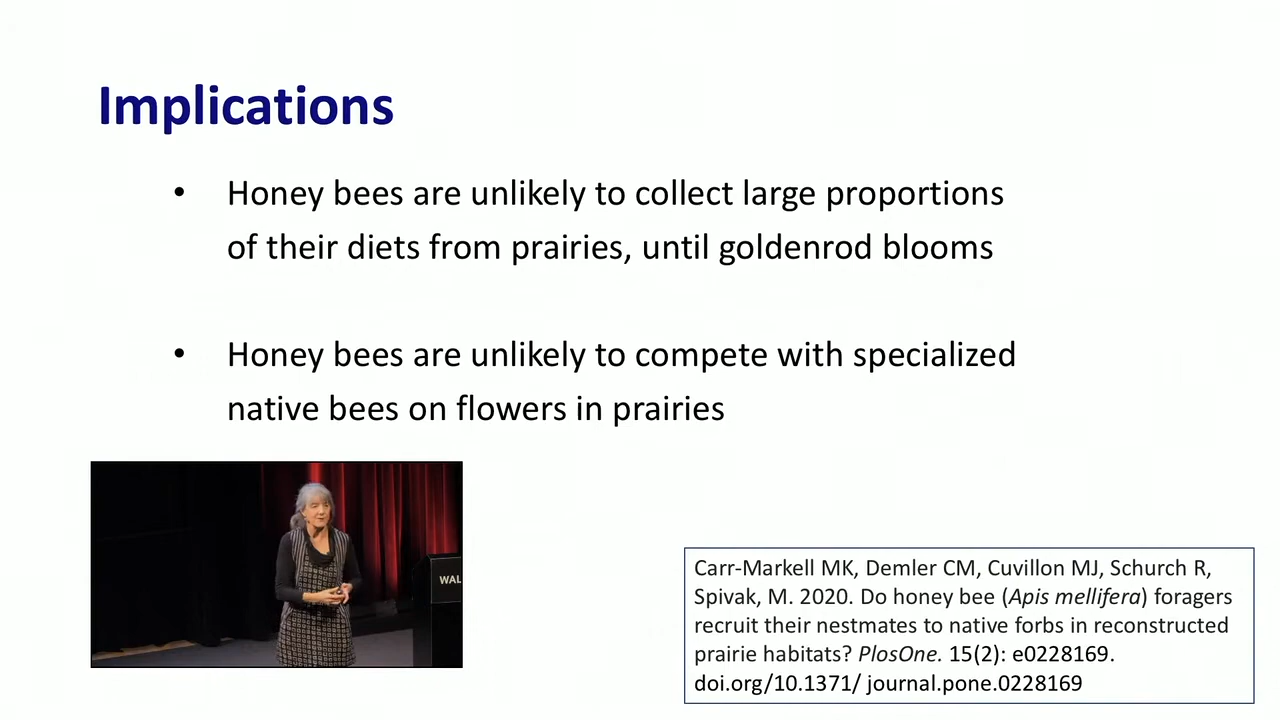 Implications
• Honey bees are unlikely to collect large proportions
of their diets from prairies, until goldenrod blooms
• Honey bees are unlikely to compete with specialized
native bees on flowers in prairies
WAL
Carr-Markell MK, Demler CM, Cuvillon MJ, Schurch R,
Spivak, M. 2020. Do honey bee (Apis mellifera) foragers
recruit their nestmates to native forbs in reconstructed
prairie habitats? PlosOne. 15(2): e0228169.
doi.org/10.1371/ journal.pone.0228169